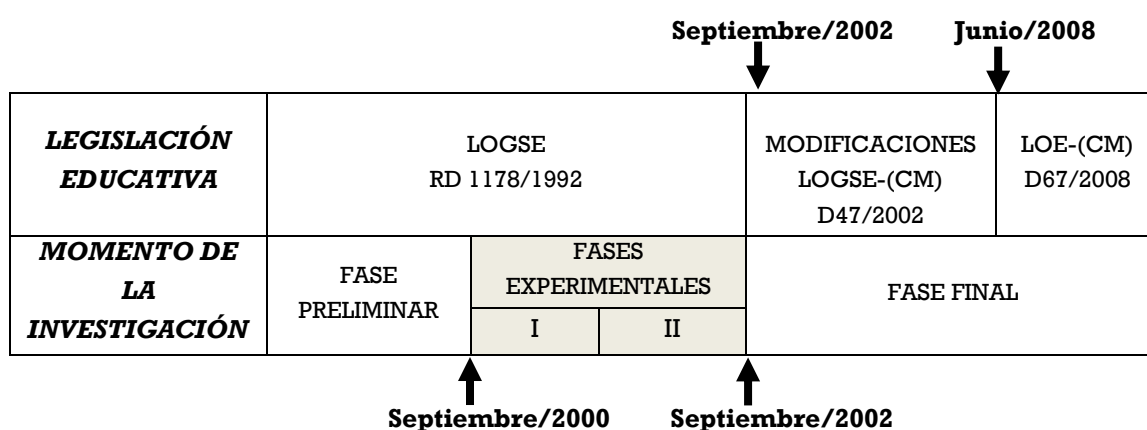 Septiembre/2002 Junio/2008
LEGISLACIÓN
EDUCATIVA
LOGSE
RD 1178/1992
MODIFICACIONES
LOGSE-(CM)
D47/2002
LOE-(CM)
D67/2008
MOMENTO DE
LA
INVESTIGACIÓN
FASE
PRELIMINAR
FASES
EXPERIMENTALES
I II
FASE FINAL
Septiembre/2000 Septiembre/2002